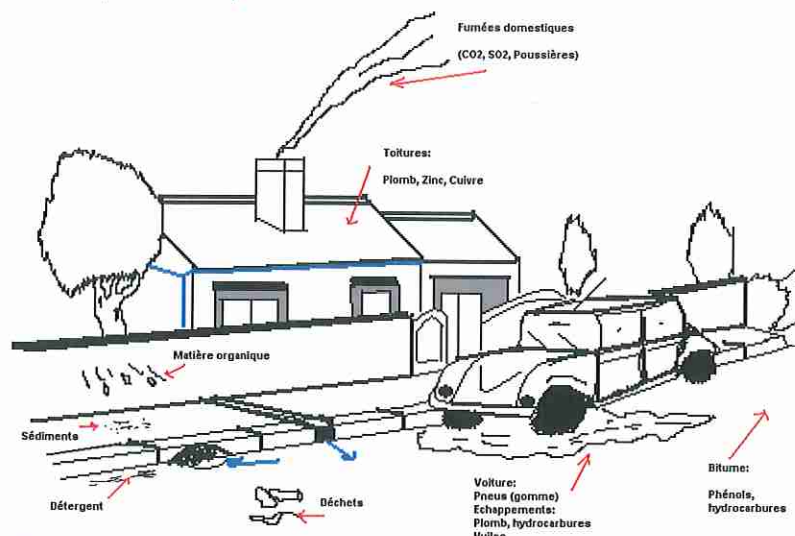 Fumées domestiques
(CO2, SO2, Poussières)
Toitures:
Plomb, Zinc, Cuivre
Matière organique
Sédiments
Détergent
Déchets
Voiture:
Pneus (gomme)
Echappements:
Plomb, hydrocarbures
Huiles
Bitume:
Phénols,
hydrocarbures